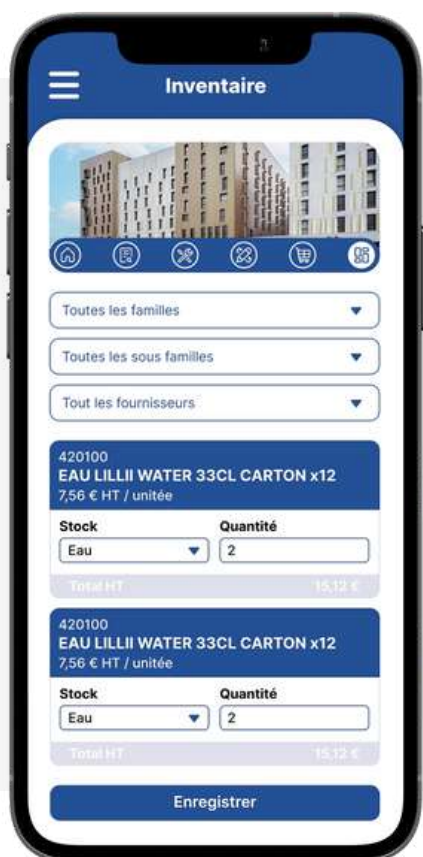 Inventaire
Toutes les familles
Toutes les sous familles
Tout les fournisseurs
420100
EAU LILLII WATER 33CL CARTON x12
7,56 € HT / unitée
Stock Quantité
Eau 2
Total HT 15,12 €
420100
EAU LILLII WATER 33CL CARTON x12
7,56 € HT / unitée
Stock Quantité
Eau 2
Total HT 15,12 €
Enregistrer